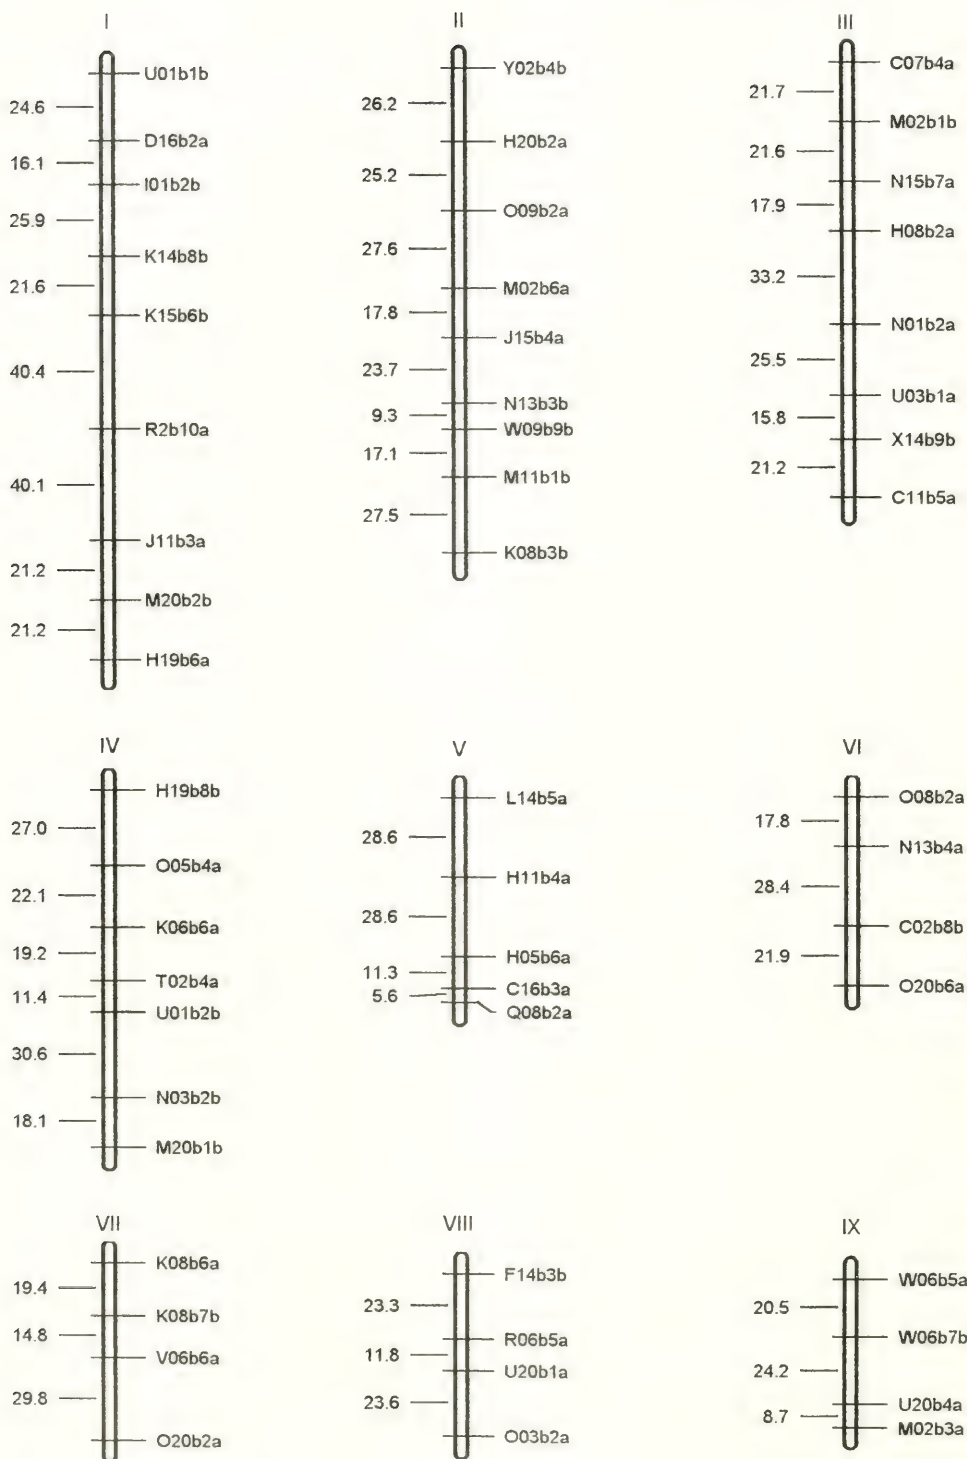 I
U01b1b
24.6
D16b2a
16.1
I01b2b
25.9
K14b8b
21.6
K15b6b
40.4
R2b10a
40.1
J11b3a
21.2
M20b2b
21.2
H19b6a
II
Y02b4b
26.2
H20b2a
25.2
O09b2a
27.6
M02b6a
17.8
J15b4a
23.7
N13b3b
9.3
W09b9b
17.1
M11b1b
27.5
K08b3b
III
C07b4a
21.7
M02b1b
21.6
N15b7a
17.9
H08b2a
33.2
N01b2a
25.5
U03b1a
15.8
X14b9b
21.2
C11b5a
IV
H19b8b
27.0
O05b4a
22.1
K06b6a
19.2
T02b4a
11.4
U01b2b
30.6
N03b2b
18.1
M20b1b
V
L14b5a
28.6
H11b4a
28.6
H05b6a
11.3
C16b3a
5.6
Q08b2a
VI
O08b2a
17.8
N13b4a
28.4
C02b8b
21.9
O20b6a
VII
K08b6a
19.4
K08b7b
14.8
V06b6a
29.8
O20b2a
VIII
F14b3b
23.3
R06b5a
11.8
U20b1a
23.6
O03b2a
IX
W06b5a
20.5
W06b7b
24.2
U20b4a
8.7
M02b3a